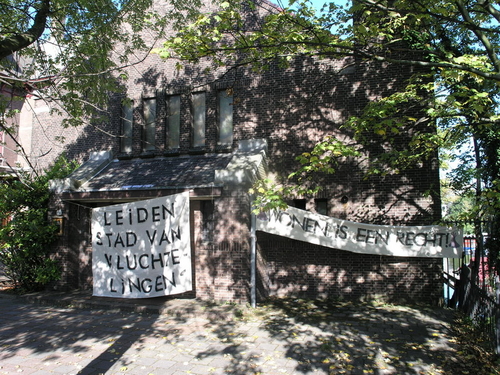 LEIDEN
STAD VAN
VLUCHTE-
LINGEN
WONEN IS EEN RECHT!